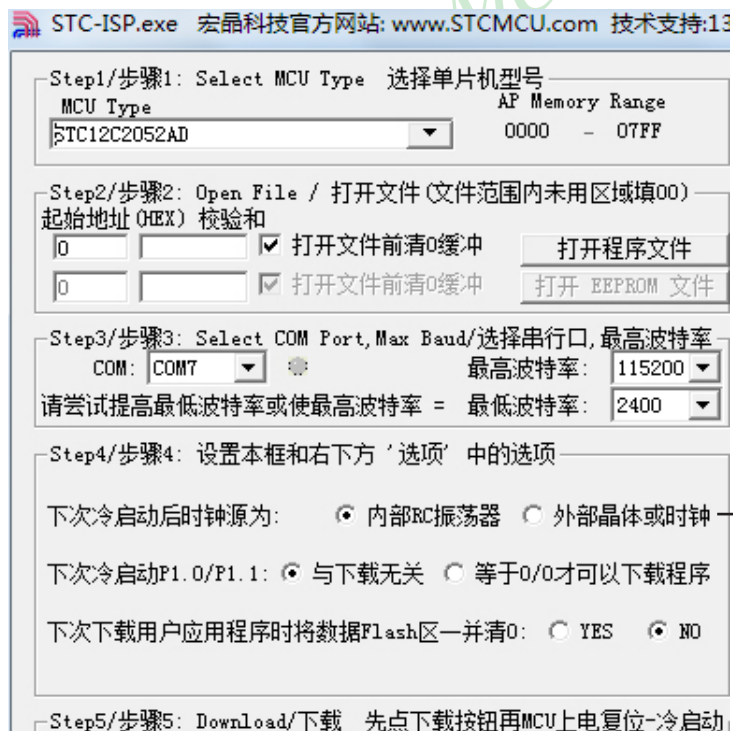 STC-ISP.exe 宏晶科技官方网站: www.STCMCU.com 技术支持:13
Step1/步骤1: Select MCU Type 选择单片机型号
MCU Type AP Memory Range
STC12C2052AD 0000 - 07FF
Step2/步骤2: Open File / 打开文件(文件范围内未用区域填00)
起始地址(HEX) 校验和
0 打开文件前清0缓冲 打开程序文件
0 打开文件前清0缓冲 打开 EEPROM 文件
Step3/步骤3: Select COM Port,Max Baud/选择串行口,最高波特率
COM: COM7 最高波特率: 115200
请尝试提高最低波特率或使最高波特率 = 最低波特率: 2400
Step4/步骤4: 设置本框和右下方 '选项' 中的选项
下次冷启动后时钟源为: 内部RC振荡器 外部晶体或时钟
下次冷启动P1.0/P1.1: 与下载无关 等于0/0才可以下载程序
下次下载用户应用程序时将数据Flash区一并清0: YES NO
Step5/步骤5: Download/下载 先点下载按钮再MCU上电复位-冷启动